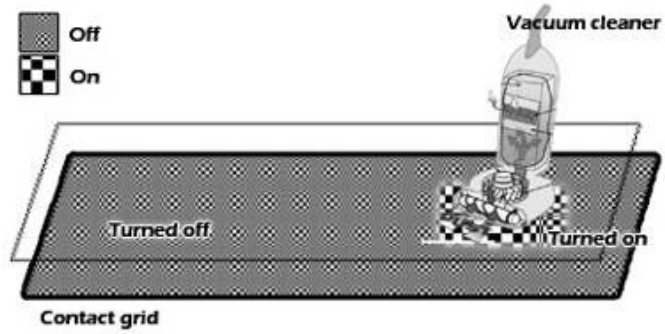 Off
Vacuum cleaner
On
Turned off
Turned on
Contact grid